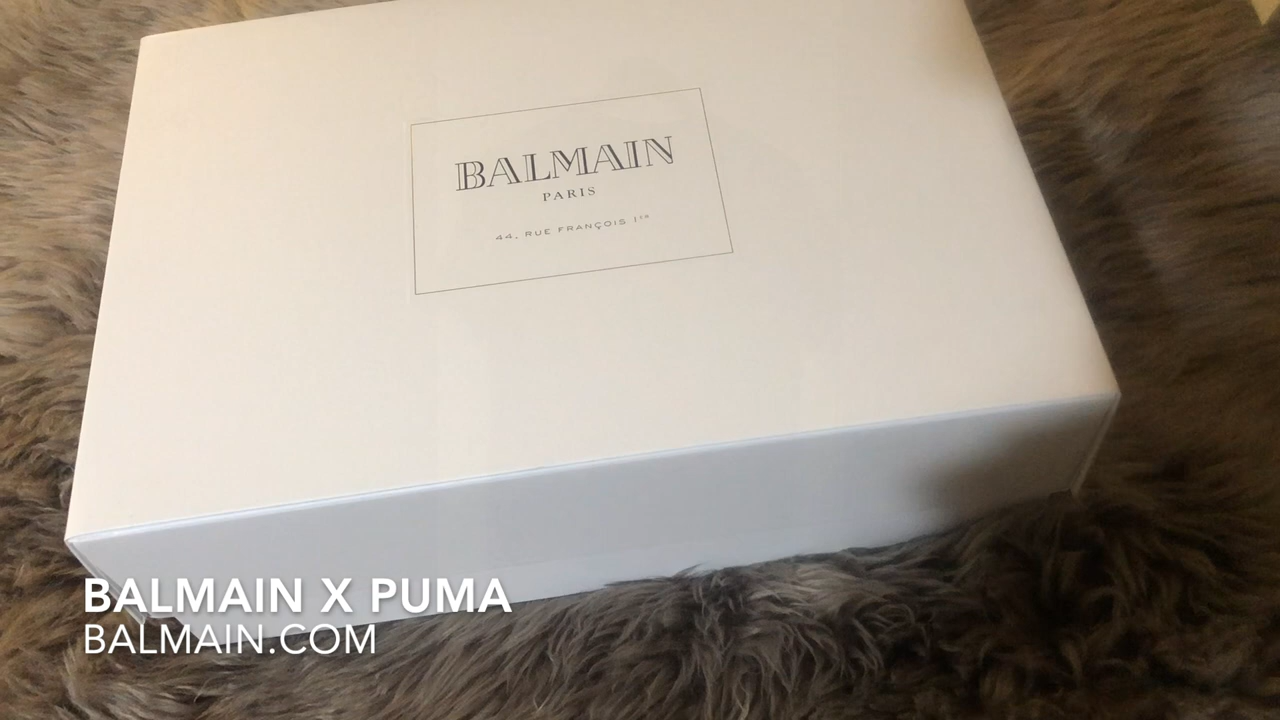 BALMAIN
PARIS
44, RUE FRANÇOIS 1ER
BALMAIN X PUMA
BALMAIN.COM